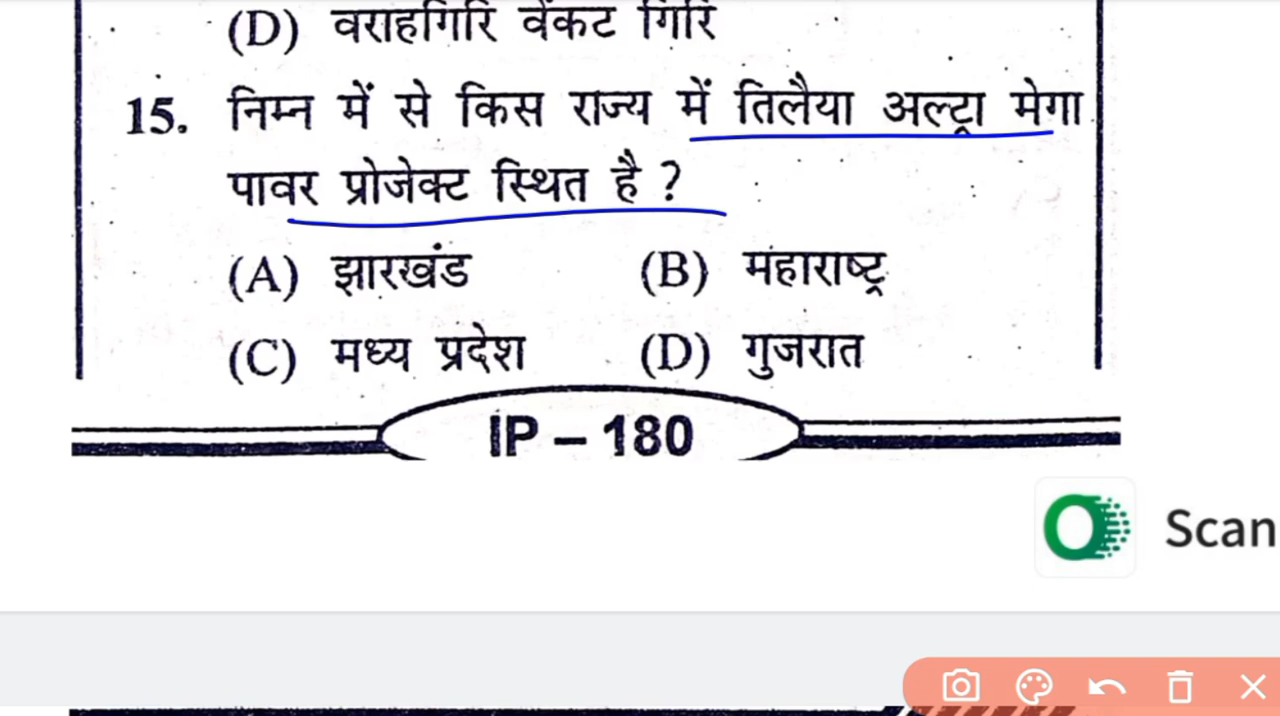 (D) वराहगिरि वेंकट गिरि
15. निम्न में से किस राज्य में तिलैया अल्ट्रा मेगा
पावर प्रोजेक्ट स्थित है ?
(A) झारखंड (B) महाराष्ट्र
(C) मध्य प्रदेश (D) गुजरात
IP – 180
Scan